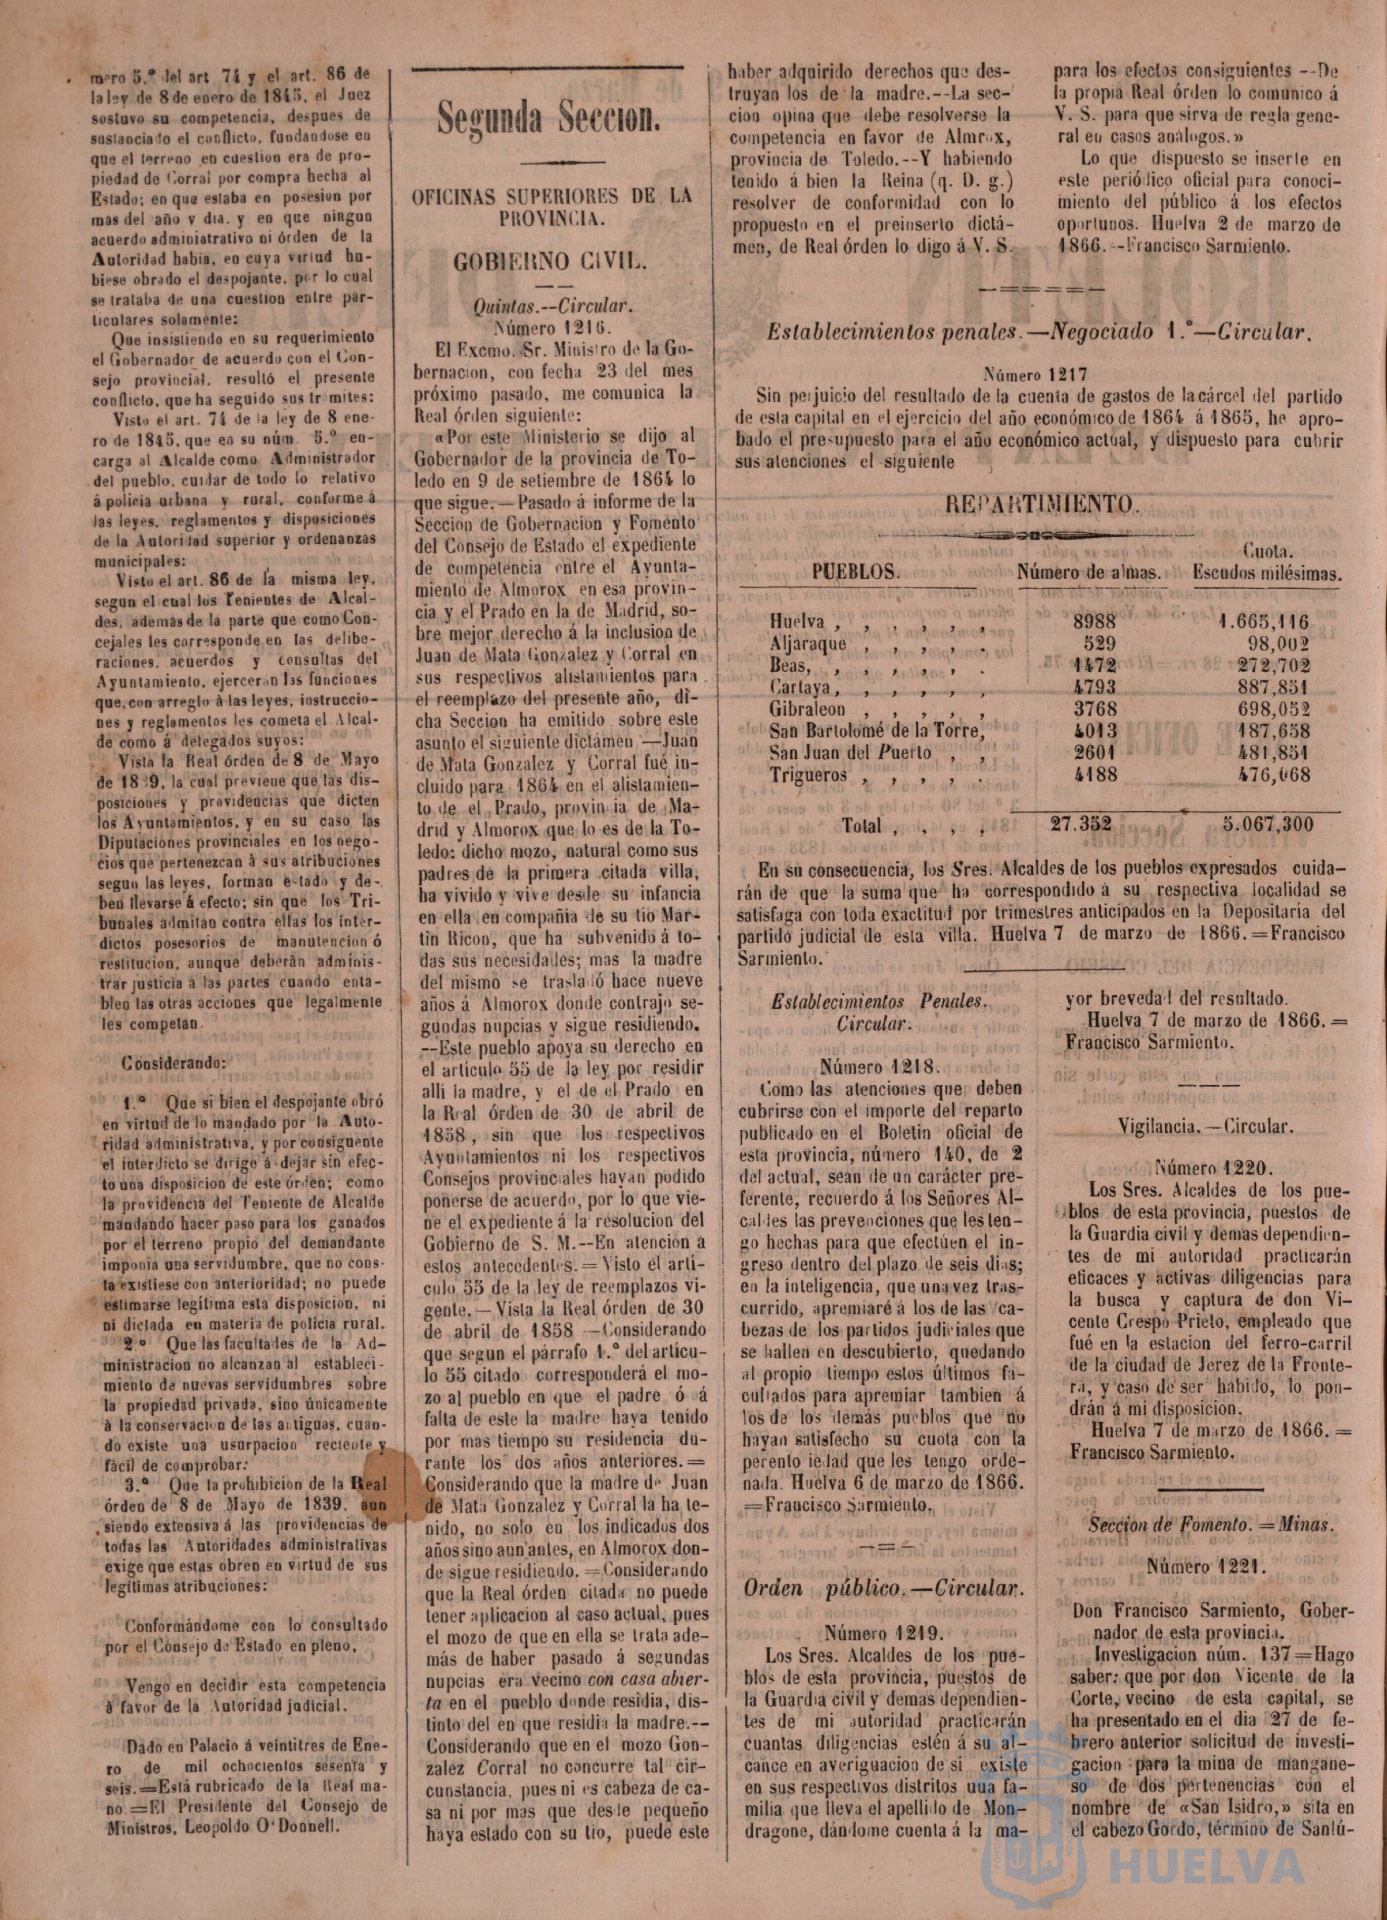 mero 5.º del art 74 y el art. 86 de
la ley de 8 de enero de 1845, el Juez
sostuvo su competencia, despues de
sustanciado el conflicto, fundandose en
que el terreno en cuestion era de pro-
piedad de Corral por compra hecha al
Estado; en que estaba en posesion por
mas del año y dia. y en que ningun
acuerdo administrativo ni órden de la
Autoridad habia, en cuya virtud hu-
biese obrado el despojante. por lo cual
se trataba de una cuestion entre par-
ticulares solamente:
Que insistiendo en su requerimiento
el Gobernador de acuerdo con el Con-
sejo provincial, resultó el presente
conflicto, que ha seguido sus trámites:
Visto el art. 74 de la ley de 8 ene-
ro de 1845, que en su núm. 5.º en-
carga al Alcalde como Administrador
del pueblo, cuidar de todo lo relativo
á policia urbana y rural, conforme á
las leyes, reglamentos y disposiciones
de la Autoridad superior y ordenanzas
municipales:
Visto el art. 86 de la misma ley,
segun el cual los Tenientes de Alcal-
des, además de la parte que como Con-
cejales les corresponde en las delibe-
raciones, acuerdos y consultas del
Ayuntamiento, ejercerán las funciones
que, con arreglo á las leyes, instruccio-
nes y reglamentos les cometa el Alcal-
de como á delegados suyos:
Vista la Real órden de 8 de Mayo
de 1839, la cual previene que las dis-
posiciones y providencias que dicten
los Ayuntamientos, y en su caso las
Diputaciones provinciales en los nego-
cios que pertenezcan á sus atribuciones
segun las leyes, forman estado y de-
ben llevarse á efecto; sin que los Tri-
bunales admitan contra ellas los inter-
dictos posesorios de manutencion ó
restitucion, aunque deberán adminis-
trar justicia á las partes cuando enta-
blen las otras acciones que legalmente
les competan.
Considerando:
1.º Que si bien el despojante obró
en virtud de lo mandado por la Auto-
ridad administrativa, y por consiguente
el interdicto se dirige á dejar sin efec-
to una disposicion de este órden; como
la providencia del Teniente de Alcalde
mandando hacer paso para los ganados
por el terreno propio del demandante
imponia una servidumbre, que no cons-
ta existiese con anterioridad; no puede
estimarse legítima esta disposicion, ni
ni dictada en materia de policia rural.
2.º Que las facultades de la Ad-
ministracion no alcanzan al estableci-
miento de nuevas servidumbres sobre
la propiedad privada, sino únicamente
á la conservacion de las antiguas, cuan-
do existe una usurpacion reciente y
fácil de comprobar:
3.º Que la prohibicion de la Real
órden de 8 de Mayo de 1839, aun
siendo extensiva á las providencias de
todas las Autoridades administrativas
exige que estas obren en virtud de sus
legítimas atribuciones:
Conformándome con lo consultado
por el Consejo de Estado en pleno,
Vengo en decidir esta competencia
á favor de la Autoridad judicial.
Dado en Palacio á veintitres de Ene-
ro de mil ochocientos sesenta y
seis.=Está rubricado de la Real ma-
no.=El Presidente del Consejo de
Ministros, Leopoldo O'Donnell.
Segunda Seccion.
OFICINAS SUPERIORES DE LA
PROVINCIA.
GOBIERNO CIVIL.
Quintas.--Circular.
Número 1216.
El Excmo. Sr. Ministro de la Go-
bernacion, con fecha 23 del mes
próximo pasado, me comunica la
Real órden siguiente:
«Por este Ministerio se dijo al
Gobernador de la provincia de To-
ledo en 9 de setiembre de 1864 lo
que sigue.—Pasado á informe de la
Seccion de Gobernacion y Fomento
del Consejo de Estado el expediente
de competencia entre el Ayunta-
miento de Almorox en esa provin-
cia y el Prado en la de Madrid, so-
bre mejor derecho á la inclusion de
Juan de Mata Gonzalez y Corral en
sus respectivos alistamientos para
el reemplazo del presente año, di-
cha Seccion ha emitido sobre este
asunto el siguiente dictámen —Juan
de Mata Gonzalez y Corral fué in-
cluido para 1864 en el alistamien-
to de el Prado, provincia de Ma-
drid y Almorox que lo es de la To-
ledo: dicho mozo, natural como sus
padres de la primera citada villa,
ha vivido y vive desde su infancia
en ella en compañia de su tio Mar-
tin Ricon, que ha subvenido á to-
das sus necesidades; mas la madre
del mismo se trasladó hace nueve
años á Almorox donde contrajo se-
gundas nupcias y sigue residiendo.
--Este pueblo apoya su derecho en
el articulo 55 de la ley por residir
alli la madre, y el de el Prado en
la Real órden de 30 de abril de
1858, sin que los respectivos
Ayuntamientos ni los respectivos
Consejos provinciales hayan podido
ponerse de acuerdo, por lo que vie-
ne el expediente á la resolucion del
Gobierno de S. M.--En atencion á
estos antecedentes.=Visto el arti-
culo 55 de la ley de reemplazos vi-
gente.—Vista la Real órden de 30
de abril de 1858 —Considerando
que segun el párrafo 1.º del articu-
lo 55 citado corresponderá el mo-
zo al pueblo en que el padre ó á
falta de este la madre haya tenido
por mas tiempo su residencia du-
rante los dos años anteriores.=
Considerando que la madre de Juan
de Mata Gonzalez y Corral la ha te-
nido, no solo en los indicados dos
años sino aun antes, en Almorox don-
de sigue residiendo.=Considerando
que la Real órden citada no puede
tener aplicacion al caso actual, pues
el mozo de que en ella se trata ade-
más de haber pasado á segundas
nupcias era vecino con casa abier-
ta en el pueblo donde residia, dis-
tinto del en que residia la madre.--
Considerando que en el mozo Gon-
zalez Corral no concurre tal cir-
cunstancia, pues ni es cabeza de ca-
sa ni por mas que desde pequeño
haya estado con su tio, puede este
haber adquirido derechos que des-
truyan los de la madre.--La sec-
cion opina que debe resolverse la
competencia en favor de Almrox,
provincia de Toledo.--Y habiendo
tenido á bien la Reina (q. D. g.)
resolver de conformidad con lo
propuesto en el preinserto dictá-
men, de Real órden lo digo á V. S.
para los efectos consiguientes --De
la propia Real órden lo comunico á
V. S. para que sirva de regla gene-
ral en casos análogos.»
Lo que dispuesto se inserte en
este periódico oficial para conoci-
miento del público á los efectos
oportunos. Huelva 2 de marzo de
1866.--Francisco Sarmiento.
Establecimientos penales.—Negociado 1.º—Circular.
Número 1217
Sin perjuicio del resultado de la cuenta de gastos de la cárcel del partido
de esta capital en el ejercicio del año económico de 1864 á 1865, he apro-
bado el presupuesto para el año económico actual, y dispuesto para cubrir
sus atenciones el siguiente
REPARTIMIENTO.
Cuota.
PUEBLOS. Número de almas. Escudos milésimas.
Huelva , , , , , , 8988 1.665,116
Aljaraque , , , , , 529 98,002
Beas, , , , , , , 1472 272,702
Cartaya, , , , , , 4793 887,851
Gibraleon , , , , , 3768 698,052
San Bartolomé de la Torre, 1013 187,658
San Juan del Puerto , , 2601 481,851
Trigueros , , , , , 4188 476,068
Total , , , , 27.352 5.067,300
En su consecuencia, los Sres. Alcaldes de los pueblos expresados cuida-
rán de que la suma que ha correspondido á su respectiva localidad se
satisfaga con toda exactitud por trimestres anticipados en la Depositaria del
partido judicial de esta villa. Huelva 7 de marzo de 1866.=Francisco
Sarmiento.
Establecimientos Penales.
Circular.
Número 1218.
Como las atenciones que deben
cubrirse con el importe del reparto
publicado en el Boletin oficial de
esta provincia, número 140, de 2
del actual, sean de un carácter pre-
ferente, recuerdo á los Señores Al-
caldes las prevenciones que les ten-
go hechas para que efectúen el in-
greso dentro del plazo de seis dias;
en la inteligencia, que una vez tras-
currido, apremiaré á los de las ca-
bezas de los partidos judiciales que
se hallen en descubierto, quedando
al propio tiempo estos últimos fa-
cultados para apremiar tambien á
los de los demás pueblos que no
hayan satisfecho su cuota con la
perentoriedad que les tengo orde-
nada. Huelva 6 de marzo de 1866.
=Francisco Sarmiento.
Orden público.—Circular.
Número 1219.
Los Sres. Alcaldes de los pue-
blos de esta provincia, puestos de
la Guardia civil y demas dependien-
tes de mi autoridad practicarán
cuantas diligencias estén á su al-
cance en averiguacion de si existe
en sus respectivos distritos una fa-
milia que lleva el apellido de Mon-
dragone, dándome cuenta á la ma-
yor brevedad del resultado.
Huelva 7 de marzo de 1866.=
Francisco Sarmiento.
Vigilancia.—Circular.
Número 1220.
Los Sres. Alcaldes de los pue-
blos de esta provincia, puestos de
la Guardia civil y demas dependien-
tes de mi autoridad practicarán
eficaces y activas diligencias para
la busca y captura de don Vi-
cente Crespo Prieto, empleado que
fué en la estacion del ferro-carril
de la ciudad de Jerez de la Fronte-
ra, y caso de ser habido, lo pon-
drán á mi disposicion.
Huelva 7 de marzo de 1866.=
Francisco Sarmiento.
Seccion de Fomento.=Minas.
Número 1221.
Don Francisco Sarmiento, Gober-
nador de esta provincia.
Investigacion núm. 137=Hago
saber: que por don Vicente de la
Corte, vecino de esta capital, se
ha presentado en el dia 27 de fe-
brero anterior solicitud de investi-
gacion para la mina de mangane-
so de dos pertenencias con el
nombre de «San Isidro,» sita en
el cabezo Gordo, término de Sanlú-
HUELVA